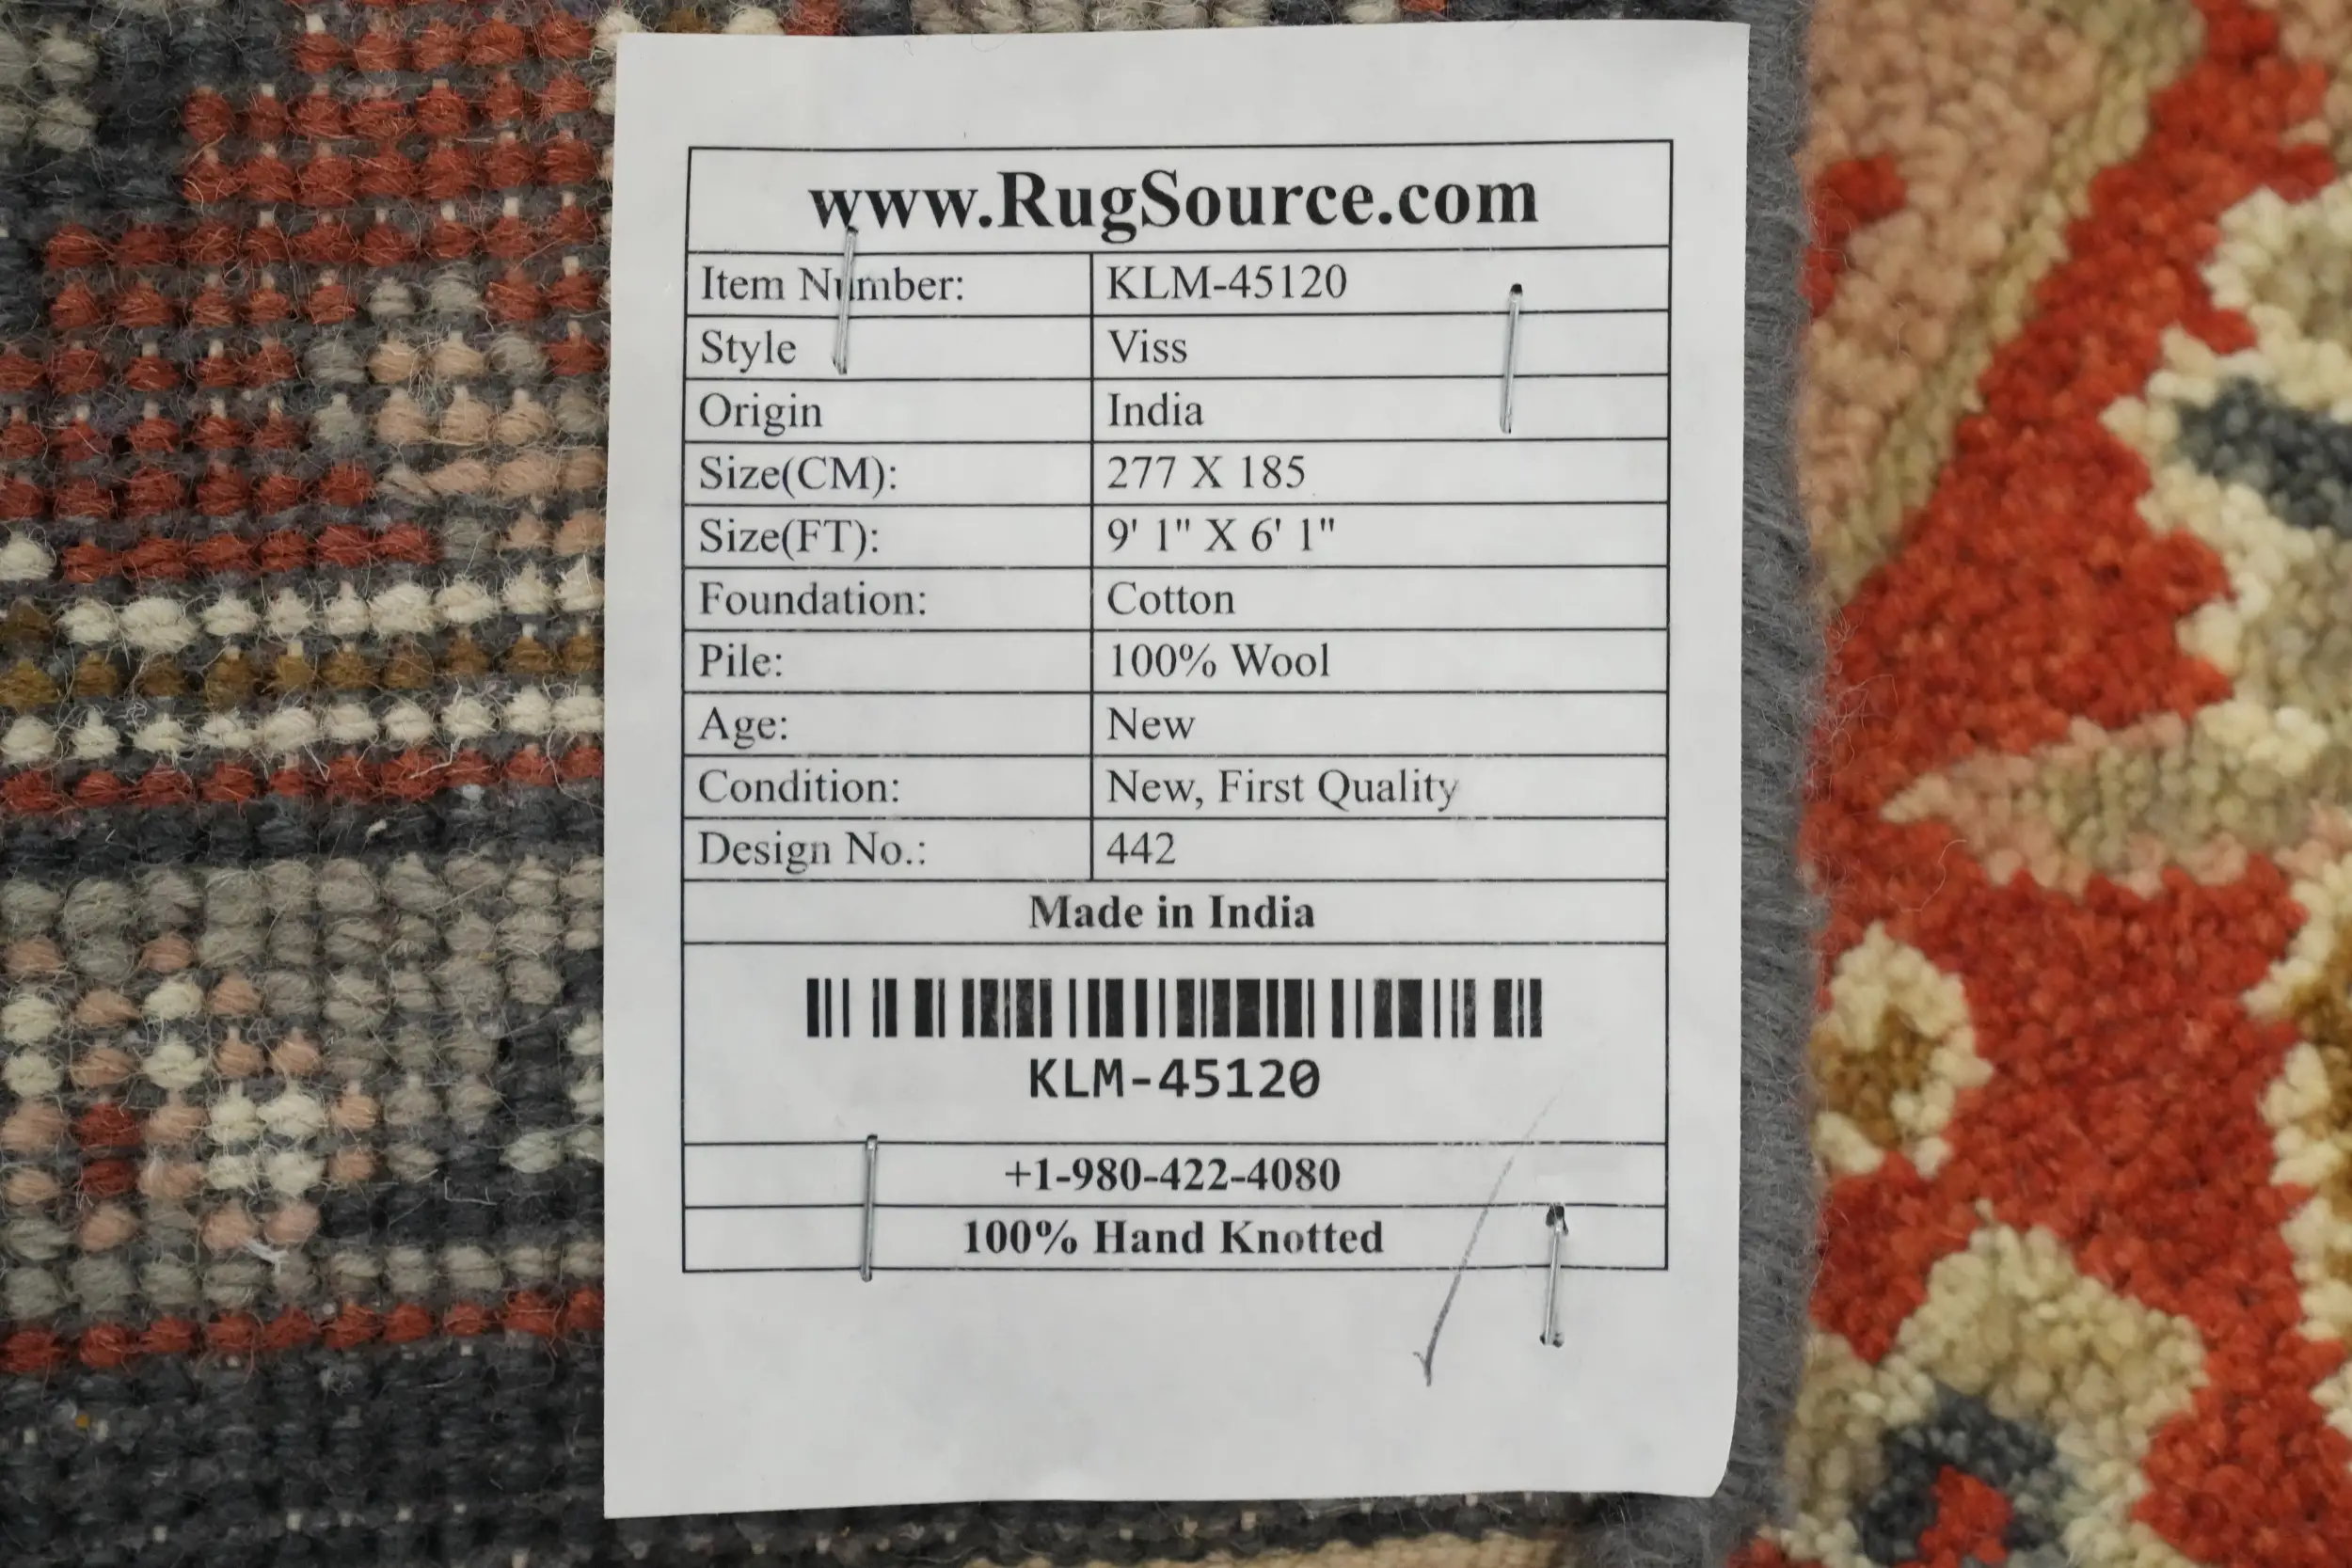 www.RugSource.com
Item Number: KLM-45120
Style Viss
Origin India
Size(CM): 277 X 185
Size(FT): 9' 1" X 6' 1"
Foundation: Cotton
Pile: 100% Wool
Age: New
Condition: New, First Quality
Design No.: 442
Made in India
KLM-45120
+1-980-422-4080
100% Hand Knotted